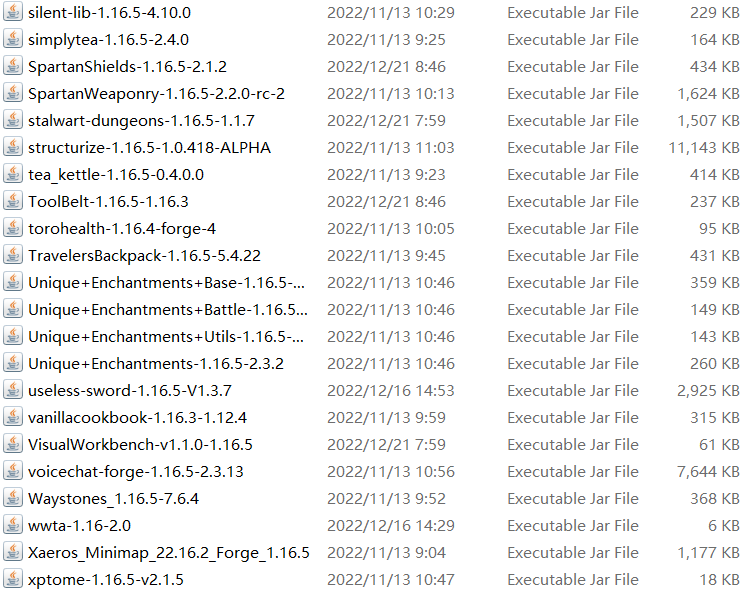 silent-lib-1.16.5-4.10.0 2022/11/13 10:29 Executable Jar File 229 KB
simplytea-1.16.5-2.4.0 2022/11/13 9:25 Executable Jar File 164 KB
SpartanShields-1.16.5-2.1.2 2022/12/21 8:46 Executable Jar File 434 KB
SpartanWeaponry-1.16.5-2.2.0-rc-2 2022/11/13 10:13 Executable Jar File 1,624 KB
stalwart-dungeons-1.16.5-1.1.7 2022/12/21 7:59 Executable Jar File 1,507 KB
structurize-1.16.5-1.0.418-ALPHA 2022/11/13 11:03 Executable Jar File 11,143 KB
tea_kettle-1.16.5-0.4.0.0 2022/11/13 9:23 Executable Jar File 414 KB
ToolBelt-1.16.5-1.16.3 2022/12/21 8:46 Executable Jar File 237 KB
torohealth-1.16.4-forge-4 2022/11/13 10:05 Executable Jar File 95 KB
TravelersBackpack-1.16.5-5.4.22 2022/11/13 9:45 Executable Jar File 431 KB
Unique+Enchantments+Base-1.16.5-... 2022/11/13 10:46 Executable Jar File 359 KB
Unique+Enchantments+Battle-1.16.5... 2022/11/13 10:46 Executable Jar File 149 KB
Unique+Enchantments+Utils-1.16.5-... 2022/11/13 10:46 Executable Jar File 143 KB
Unique+Enchantments-1.16.5-2.3.2 2022/11/13 10:46 Executable Jar File 260 KB
useless-sword-1.16.5-V1.3.7 2022/12/16 14:53 Executable Jar File 2,925 KB
vanillacookbook-1.16.3-1.12.4 2022/11/13 9:59 Executable Jar File 315 KB
VisualWorkbench-v1.1.0-1.16.5 2022/12/21 7:59 Executable Jar File 61 KB
voicechat-forge-1.16.5-2.3.13 2022/11/13 10:56 Executable Jar File 7,644 KB
Waystones_1.16.5-7.6.4 2022/11/13 9:52 Executable Jar File 368 KB
wwta-1.16-2.0 2022/12/16 14:29 Executable Jar File 6 KB
Xaeros_Minimap_22.16.2_Forge_1.16.5 2022/11/13 9:04 Executable Jar File 1,177 KB
xptome-1.16.5-v2.1.5 2022/11/13 10:47 Executable Jar File 18 KB